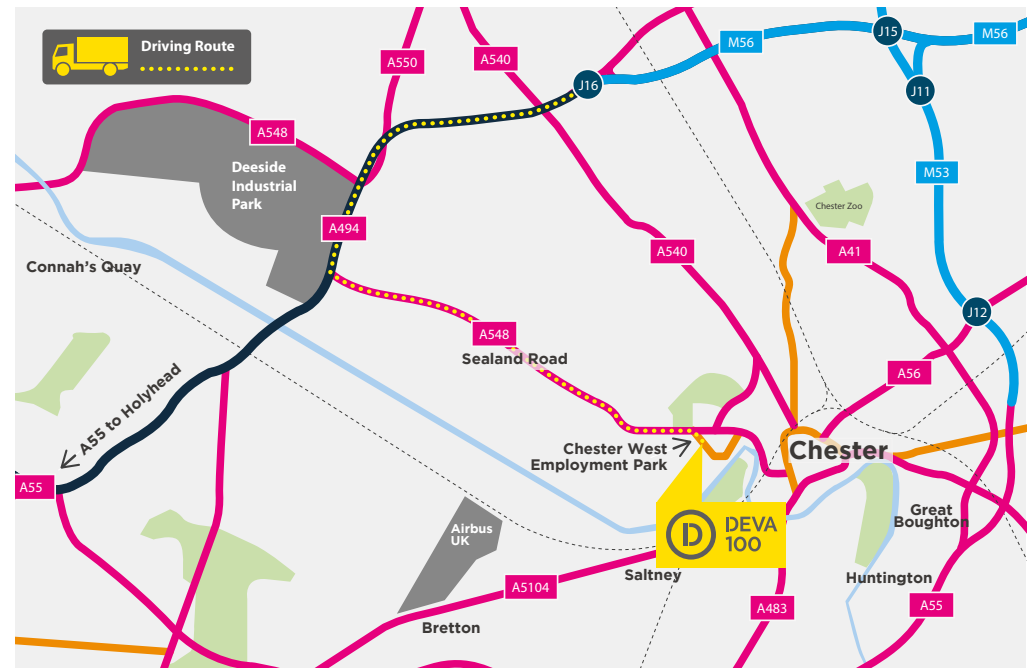 Driving Route
A550
A540
M56
J15
M56
J16
J11
A548
Deeside
Industrial
Park
M53
Chester Zoo
A494
A540
A41
Connah's Quay
J12
A548
Sealand Road
A56
A55 to Holyhead
Chester West
Employment Park
Chester
A55
D
DEVA
100
Airbus
UK
Great
Boughton
Saltney
Huntington
A5104
A483
A55
Bretton